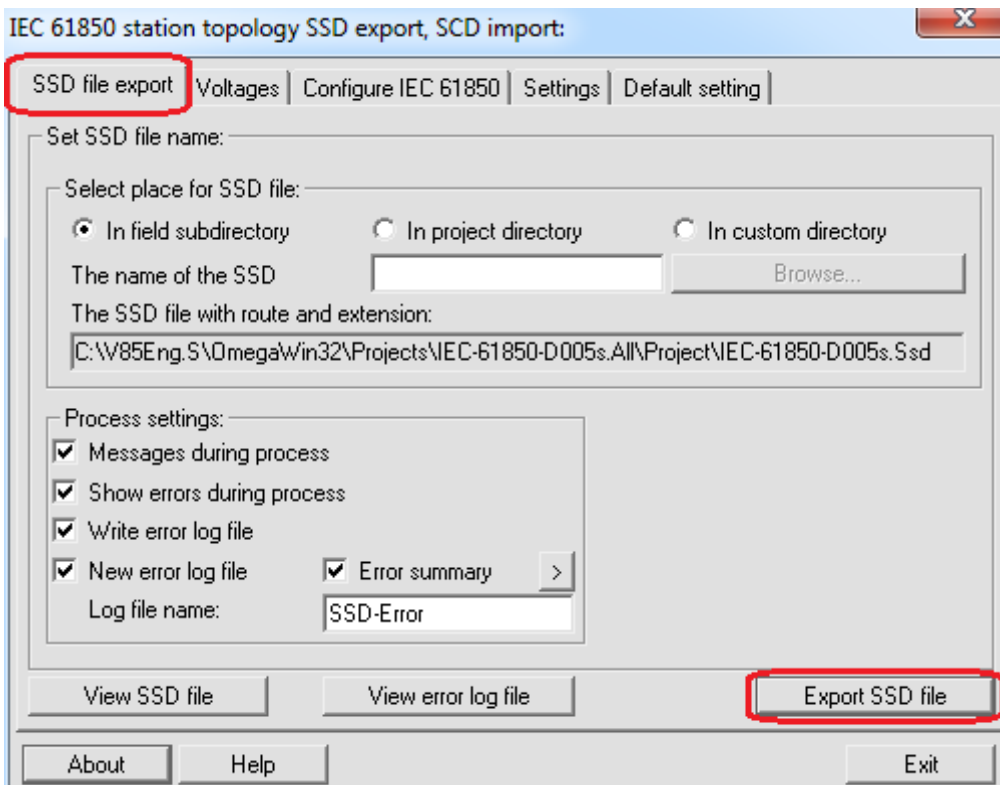 IEC 61850 station topology SSD export, SCD import:
SSD file export Voltages Configure IEC 61850 Settings Default setting
Set SSD file name:
Select place for SSD file:
In field subdirectory In project directory In custom directory
The name of the SSD Browse...
The SSD file with route and extension:
C:\V85Eng.S\OmegaWin32\Projects\IEC-61850-D005s.All\Project\IEC-61850-D005s.Ssd
Process settings:
Messages during process
Show errors during process
Write error log file
New error log file Error summary >
Log file name: SSD-Error
View SSD file View error log file Export SSD file
About Help Exit